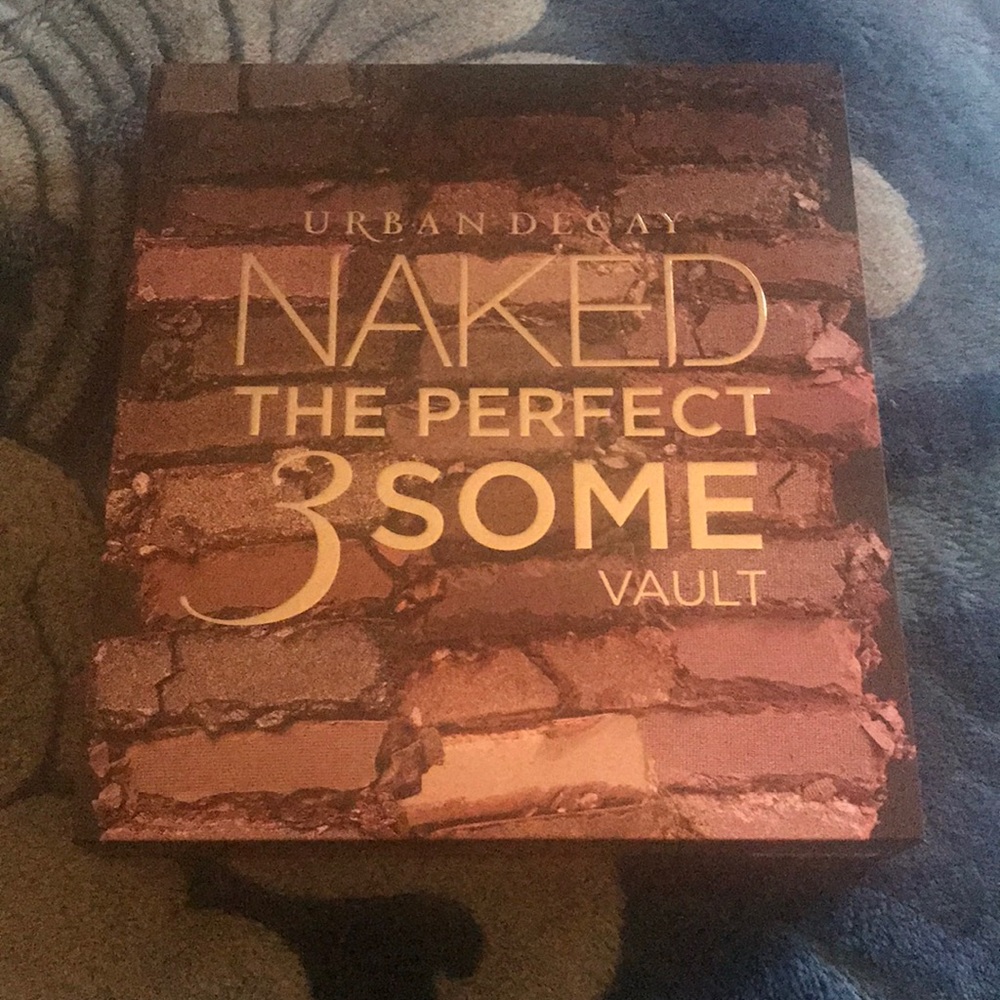 URBAN DECAY
NAKED
THE PERFECT
3SOME
VAULT